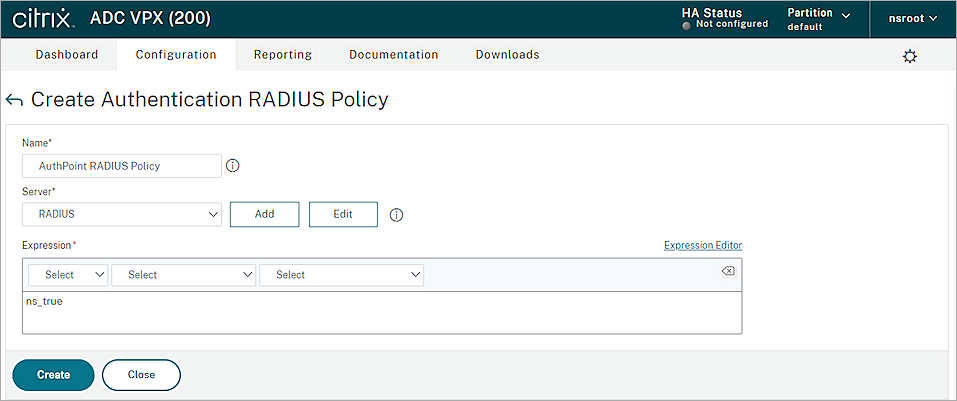 citrix ADC VPX (200)
HA Status
Not configured
Partition
default
nsroot
Dashboard Configuration Reporting Documentation Downloads
Create Authentication RADIUS Policy
Name*
AuthPoint RADIUS Policy
Server*
RADIUS Add Edit
Expression* Expression Editor
Select Select Select
ns_true
Create Close